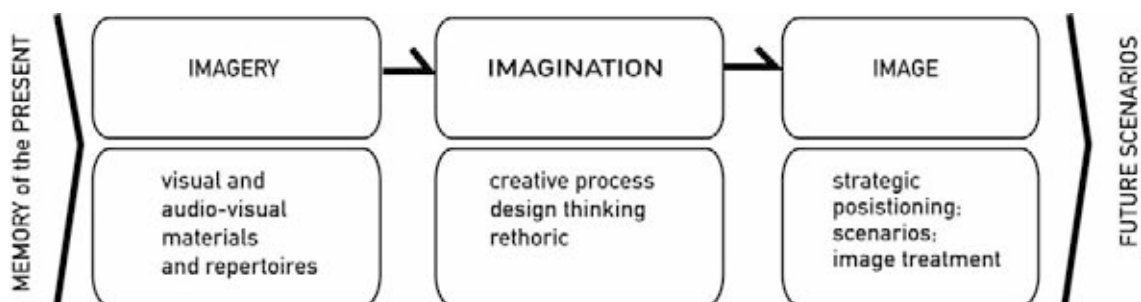 MEMORY of the PRESENT
IMAGERY
IMAGINATION
IMAGE
visual and
audio-visual
materials
and repertoires
creative process
design thinking
rethoric
strategic
posistioning;
scenarios;
image treatment
FUTURE SCENARIOS